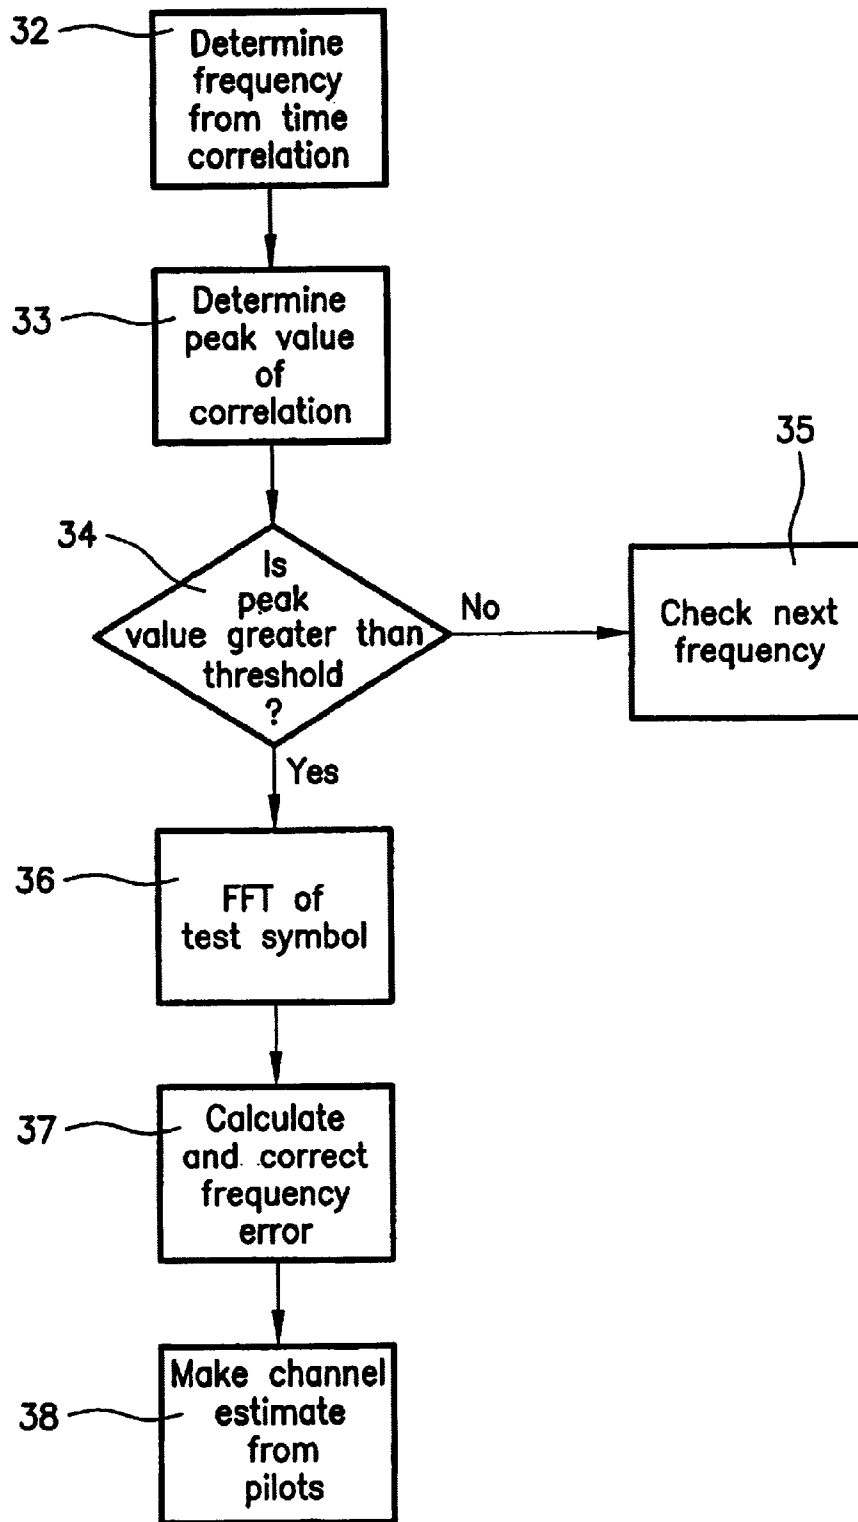 32
Determine
frequency
from time
correlation
33
Determine
peak value
of
correlation
34
Is
peak
value greater than
threshold
?
No
35
Check next
frequency
Yes
36
FFT of
test symbol
37
Calculate
and correct
frequency
error
38
Make channel
estimate
from
pilots